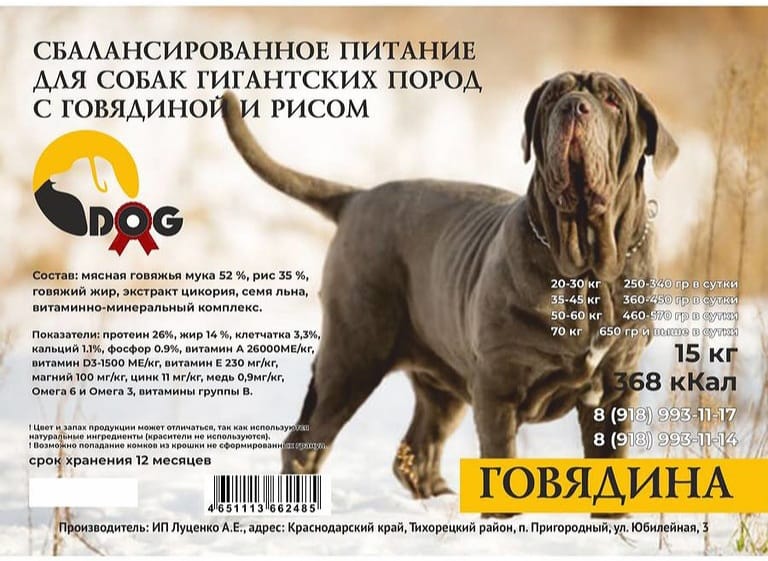 СБАЛАНСИРОВАННОЕ ПИТАНИЕ
ДЛЯ СОБАК ГИГАНТСКИХ ПОРОД
С ГОВЯДИНОЙ И РИСОМ
DOG
Состав: мясная говяжья мука 52 %, рис 35 %,
говяжий жир, экстракт цикория, семя льна,
витаминно-минеральный комплекс.
Показатели: протеин 26%, жир 14 %, клетчатка 3,3%,
кальций 1.1%, фосфор 0.9%, витамин А 26000МЕ/кг,
витамин D3-1500 МЕ/кг, витамин Е 230 мг/кг,
магний 100 мг/кг, цинк 11 мг/кг, медь 0,9мг/кг,
Омега 6 и Омега 3, витамины группы В.
! Цвет и запах продукции может отличаться, так как используются
натуральные ингредиенты (красители не используются).
! Возможно попадание комков из крошки не сформированных гранул.
срок хранения 12 месяцев
20-30 кг 250-340 гр в сутки
35-45 кг 360-450 гр в сутки
50-60 кг 460-570 гр в сутки
70 кг 650 гр и выше в сутки
15 кг
368 кКал
8 (918) 993-11-17
8 (918) 993-11-14
ГОВЯДИНА
4 651113 662485
Производитель: ИП Луценко А.Е., адрес: Краснодарский край, Тихорецкий район, п. Пригородный, ул. Юбилейная, 3